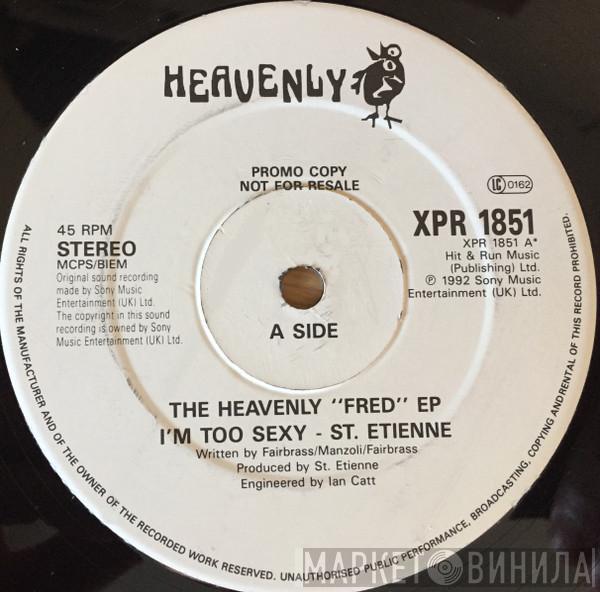 HEAVENLY
PROMO COPY
NOT FOR RESALE
LC 0162
45 RPM
STEREO
MCPS/BIEM
Original sound recording
made by Sony Music
Entertainment (UK) Ltd.
The copyright in this sound
recording is owned by Sony
Music Entertainment (UK) Ltd.
XPR 1851
XPR 1851 A*
Hit & Run Music
(Publishing) Ltd.
℗ 1992 Sony Music
Entertainment (UK) Ltd.
A SIDE
THE HEAVENLY "FRED" EP
I'M TOO SEXY - ST. ETIENNE
Written by Fairbrass/Manzoli/Fairbrass
Produced by St. Etienne
Engineered by Ian Catt
ALL RIGHTS OF THE MANUFACTURER AND OF THE OWNER OF THE RECORDED WORK RESERVED. UNAUTHORISED PUBLIC PERFORMANCE, BROADCASTING, COPYING AND RENTAL OF THIS RECORD PROHIBITED.
МАРКЕТ ВИНИЛА